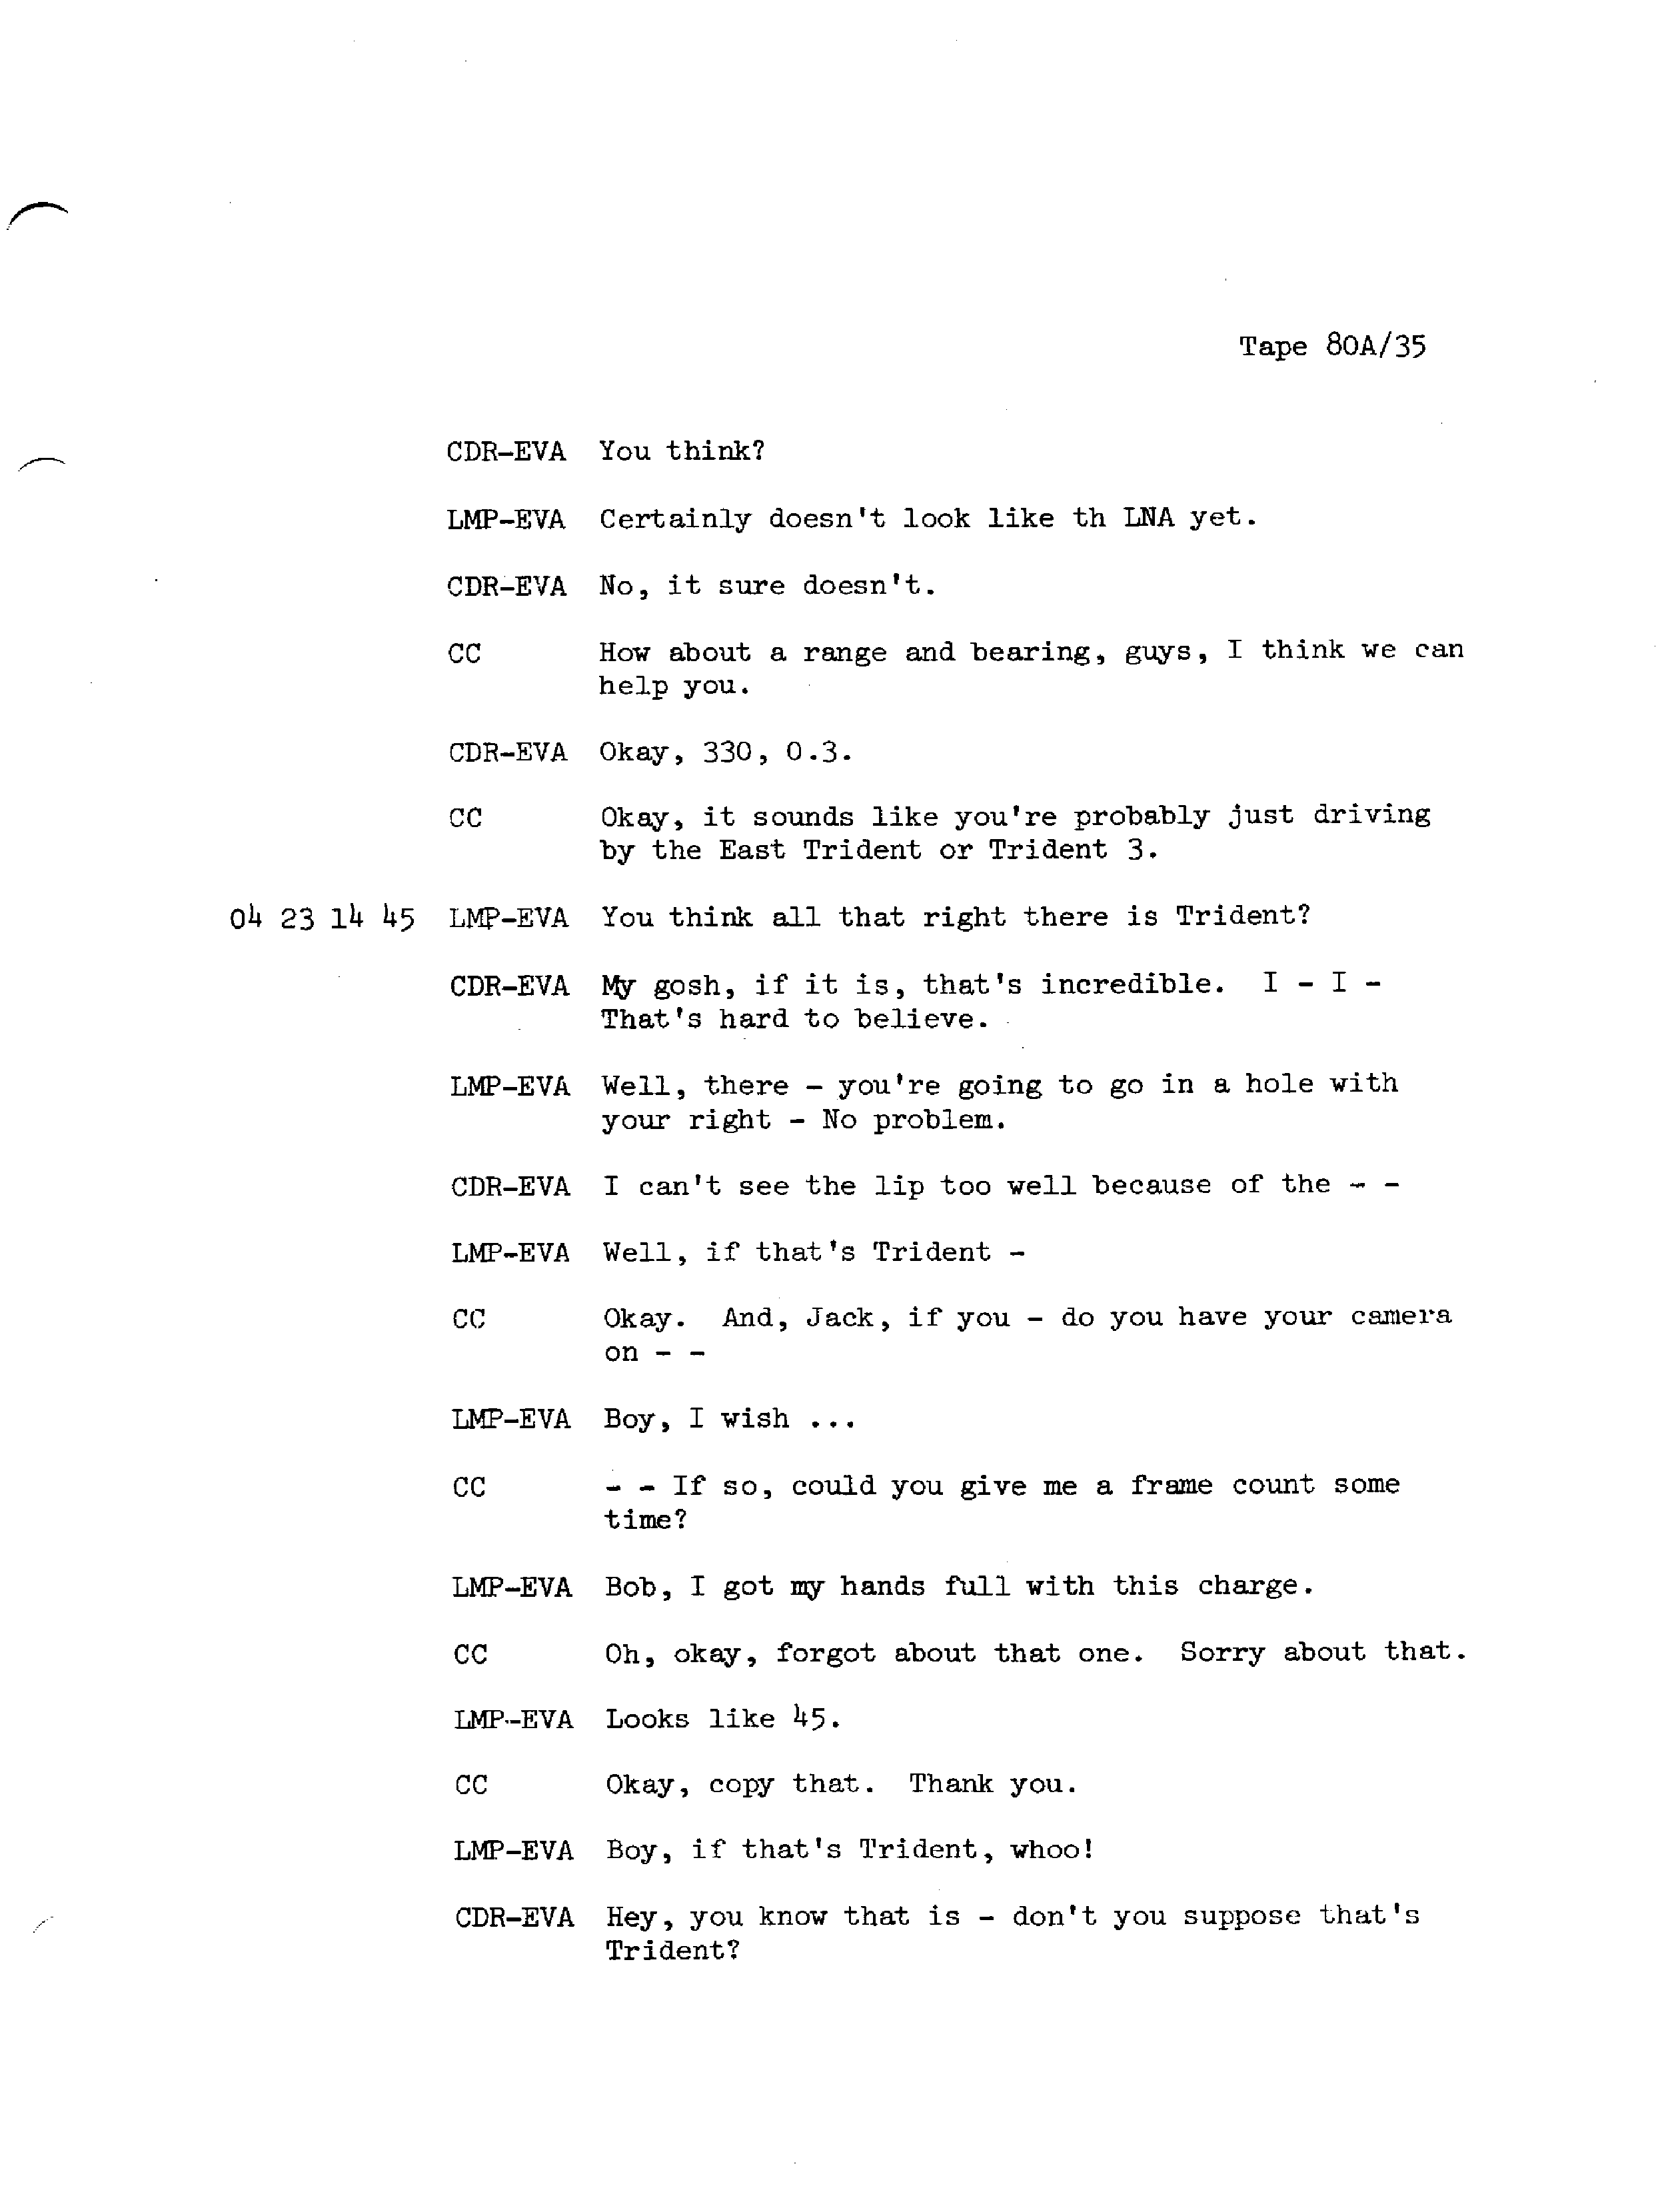 Tape 80A/35
CDR-EVA You think?
LMP-EVA Certainly doesn't look like th LNA yet.
CDR-EVA No, it sure doesn't.
CC How about a range and bearing, guys, I think we can
help you.
CDR-EVA Okay, 330, 0.3.
CC Okay, it sounds like you're probably just driving
by the East Trident or Trident 3.
04 23 14 45 LMP-EVA You think all that right there is Trident?
CDR-EVA My gosh, if it is, that's incredible. I - I -
That's hard to believe.
LMP-EVA Well, there - you're going to go in a hole with
your right - No problem.
CDR-EVA I can't see the lip too well because of the - -
LMP-EVA Well, if that's Trident -
CC Okay. And, Jack, if you - do you have your camera
on - -
LMP-EVA Boy, I wish ...
CC - - If so, could you give me a frame count some
time?
LMP-EVA Bob, I got my hands full with this charge.
CC Oh, okay, forgot about that one. Sorry about that.
LMP-EVA Looks like 45.
CC Okay, copy that. Thank you.
LMP-EVA Boy, if that's Trident, whoo!
CDR-EVA Hey, you know that is - don't you suppose that's
Trident?